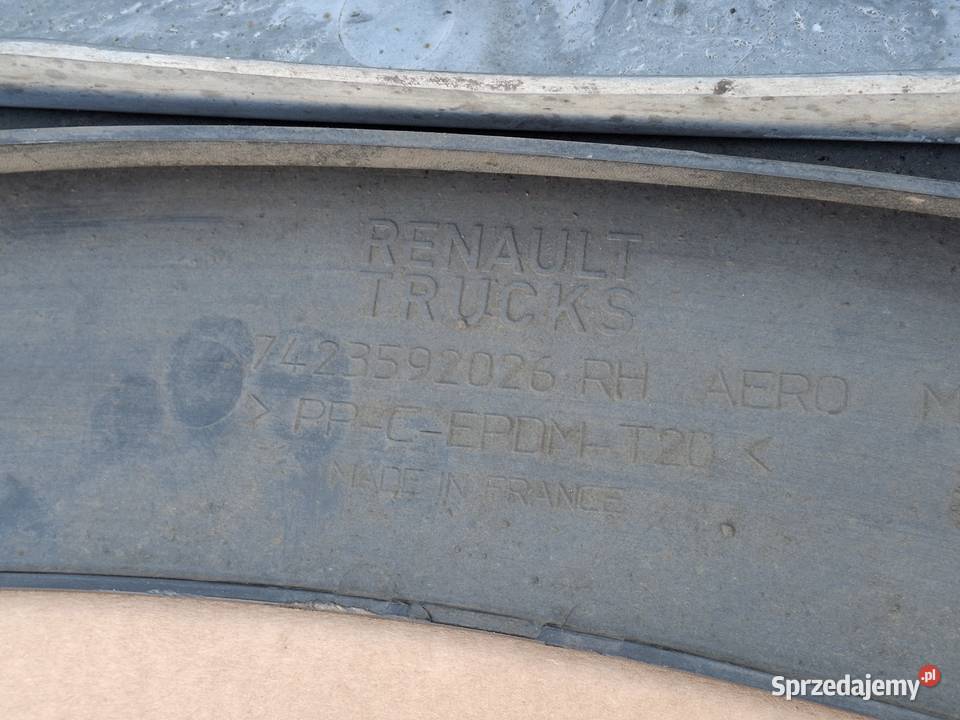 RENAULT
TRUCKS
7423592026 RH AERO M
> PP-C-EPDM-T20 <
MADE IN FRANCE
Sprzedajemy.pl